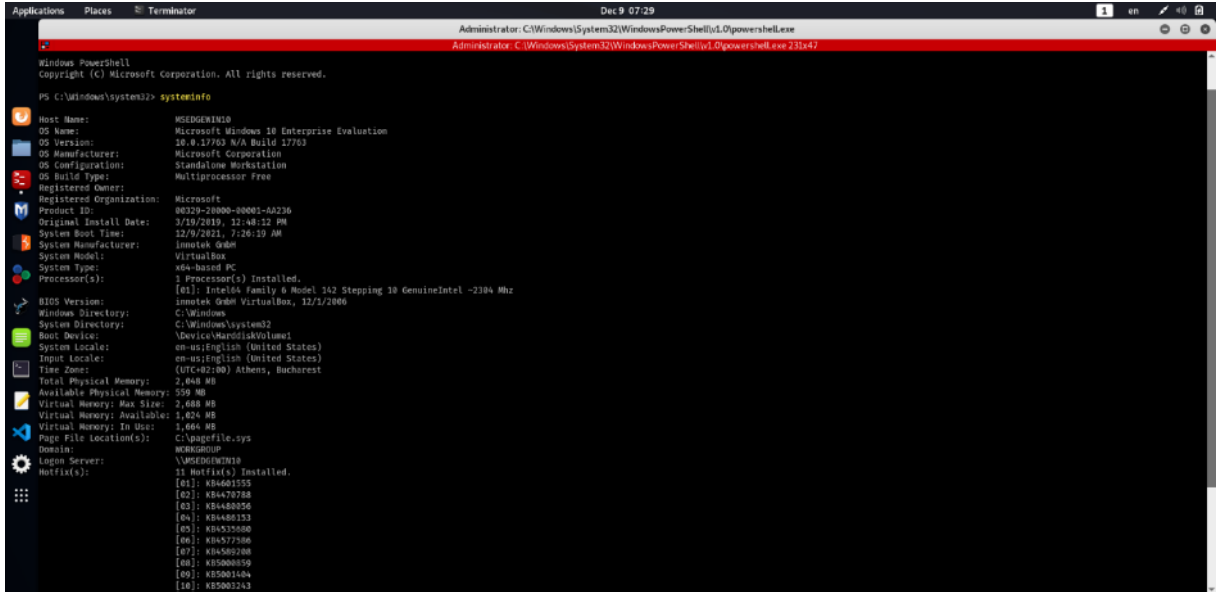 Applications Places Terminator Dec 9 07:29 1 en
Administrator: C:\Windows\System32\WindowsPowerShell\v1.0\powershell.exe
Administrator: C:\Windows\System32\WindowsPowerShell\v1.0\powershell.exe 231x47
Windows PowerShell
Copyright (C) Microsoft Corporation. All rights reserved.
PS C:\Windows\system32> systeminfo
Host Name: MSEDGEWIN10
OS Name: Microsoft Windows 10 Enterprise Evaluation
OS Version: 10.0.17763 N/A Build 17763
OS Manufacturer: Microsoft Corporation
OS Configuration: Standalone Workstation
OS Build Type: Multiprocessor Free
Registered Owner:
Registered Organization: Microsoft
Product ID: 00329-20000-00001-AA236
Original Install Date: 3/19/2019, 12:48:12 PM
System Boot Time: 12/9/2021, 7:26:19 AM
System Manufacturer: innotek GmbH
System Model: VirtualBox
System Type: x64-based PC
Processor(s): 1 Processor(s) Installed.
[01]: Intel64 Family 6 Model 142 Stepping 10 GenuineIntel ~2304 Mhz
BIOS Version: innotek GmbH VirtualBox, 12/1/2006
Windows Directory: C:\Windows
System Directory: C:\Windows\system32
Boot Device: \Device\HarddiskVolume1
System Locale: en-us;English (United States)
Input Locale: en-us;English (United States)
Time Zone: (UTC+02:00) Athens, Bucharest
Total Physical Memory: 2,048 MB
Available Physical Memory: 559 MB
Virtual Memory: Max Size: 2,688 MB
Virtual Memory: Available: 1,024 MB
Virtual Memory: In Use: 1,664 MB
Page File Location(s): C:\pagefile.sys
Domain: WORKGROUP
Logon Server: \\MSEDGEWIN10
Hotfix(s): 11 Hotfix(s) Installed.
[01]: KB4601555
[02]: KB4470788
[03]: KB4480056
[04]: KB4486153
[05]: KB4535680
[06]: KB4577586
[07]: KB4589208
[08]: KB5000859
[09]: KB5001404
[10]: KB5003243